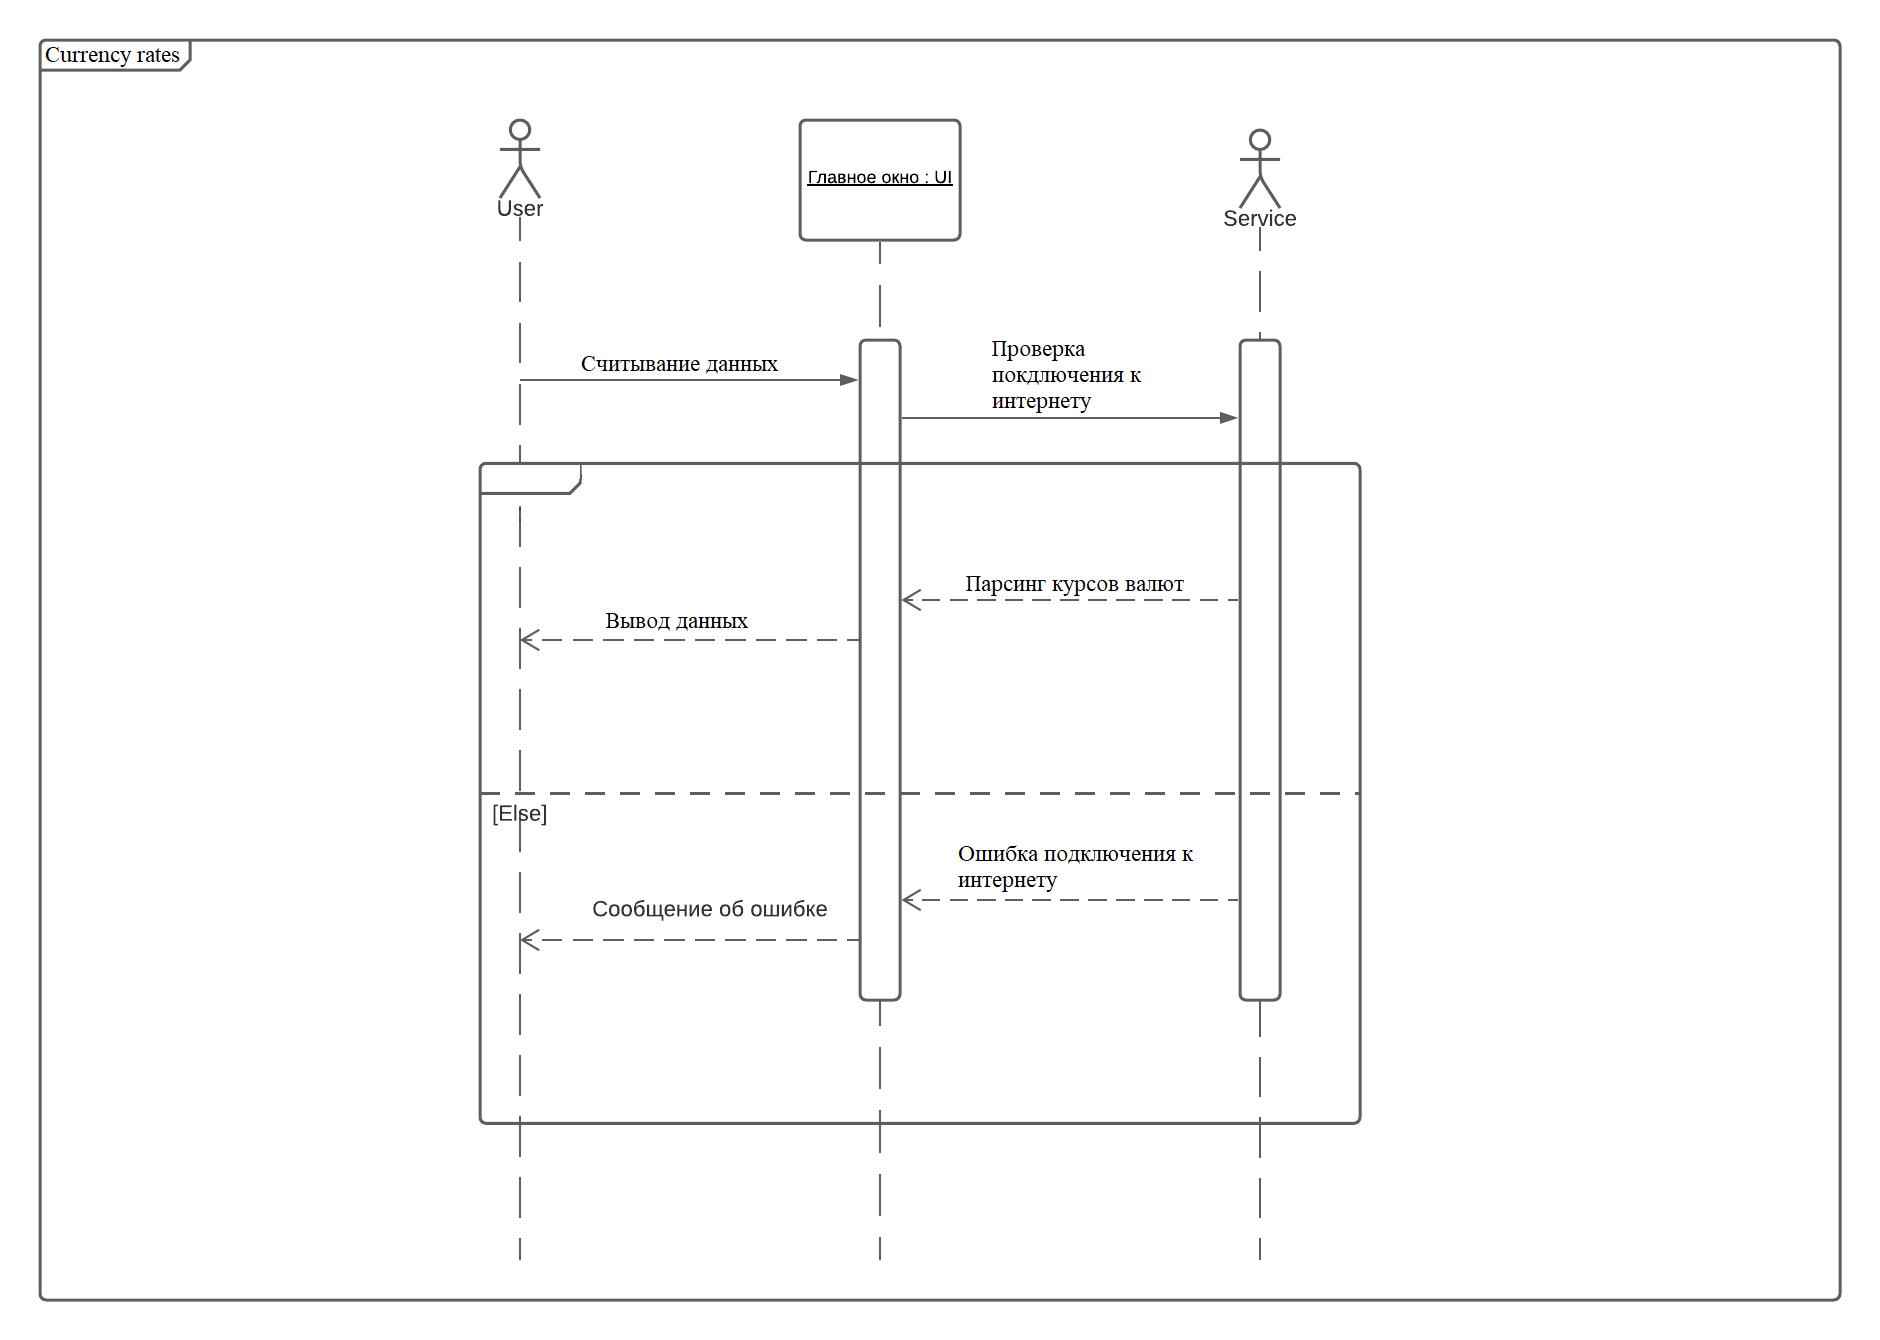 Currency rates
User
Главное окно : UI
Service
Считывание данных
Проверка
покдлючения к
интернету
Парсинг курсов валют
Вывод данных
[Else]
Ошибка подключения к
интернету
Сообщение об ошибке